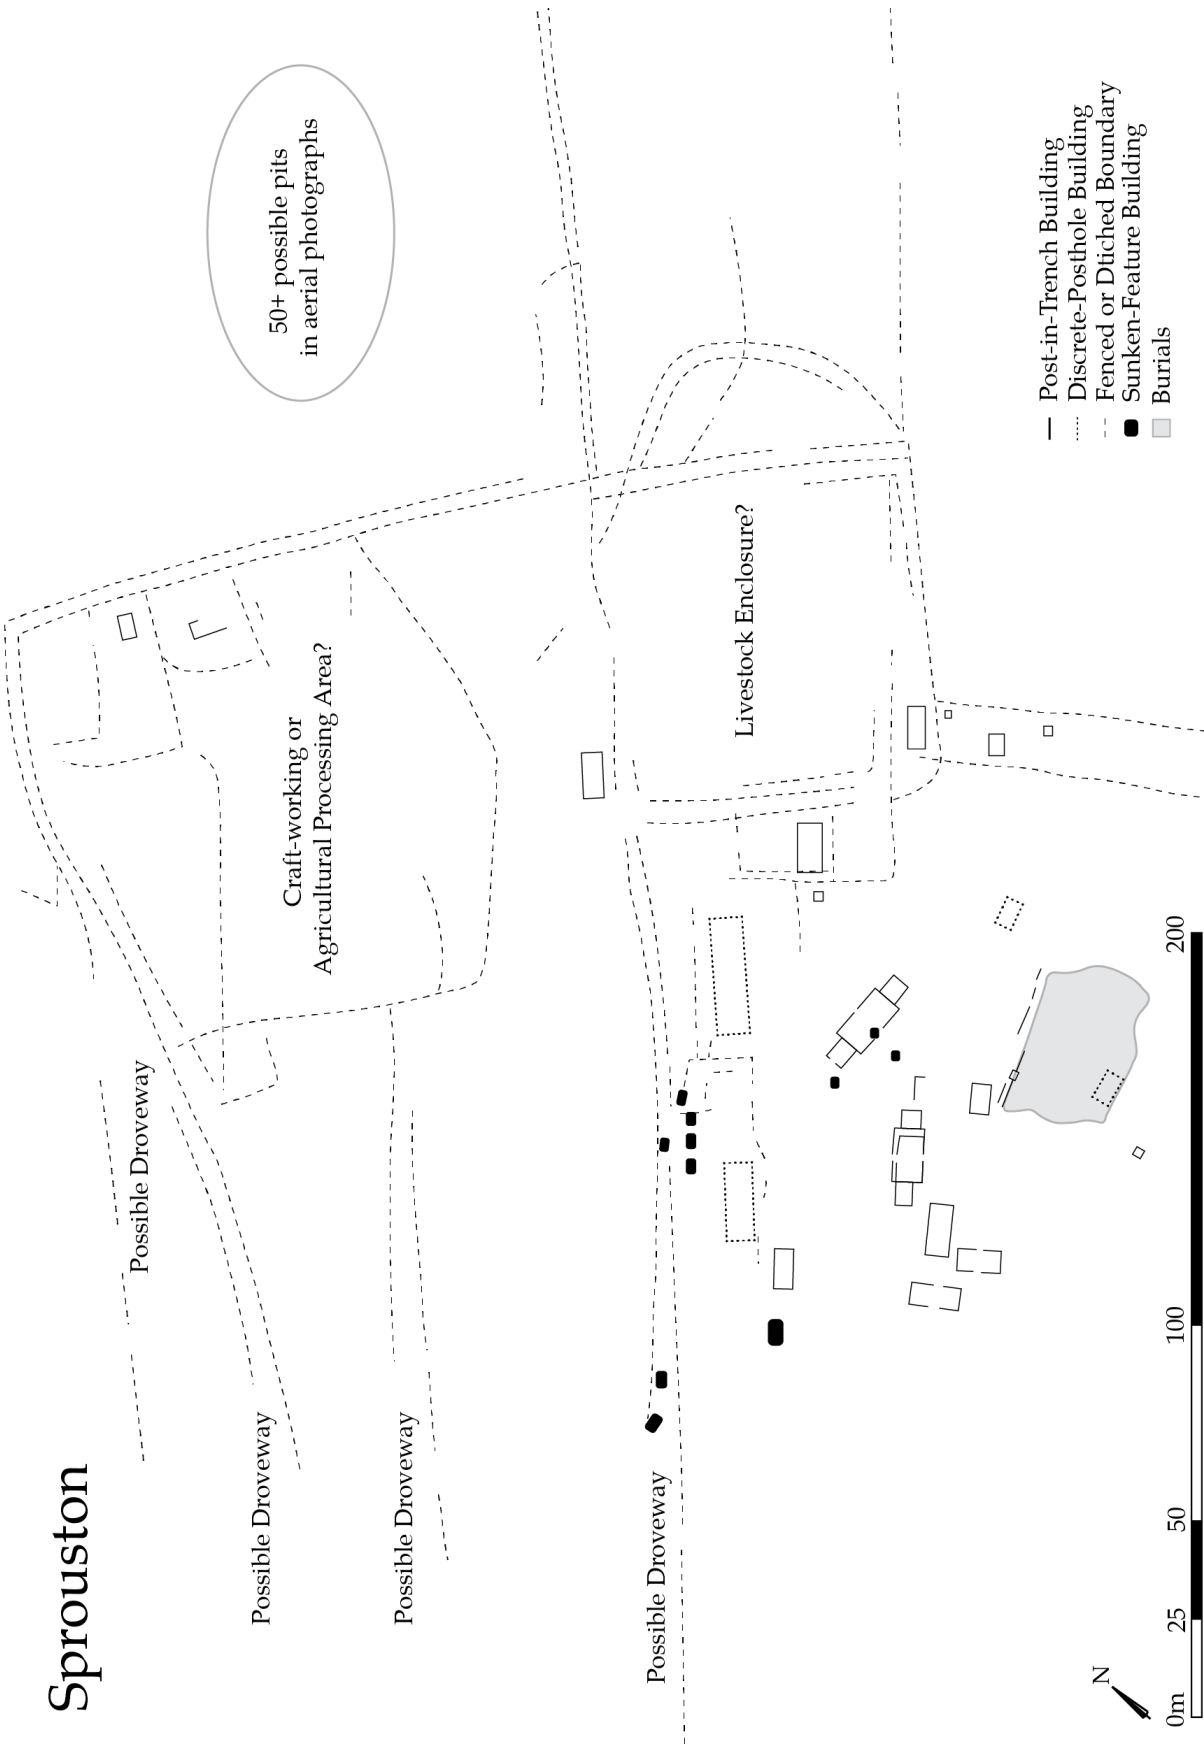 Sprouston
Possible Droveway
Possible Droveway
Possible Droveway
Possible Droveway
Craft-working or
Agricultural Processing Area?
50+ possible pits
in aerial photographs
Livestock Enclosure?
Post-in-Trench Building
Discrete-Posthole Building
Fenced or Dtiched Boundary
Sunken-Feature Building
Burials
N
0m 25 50 100 200